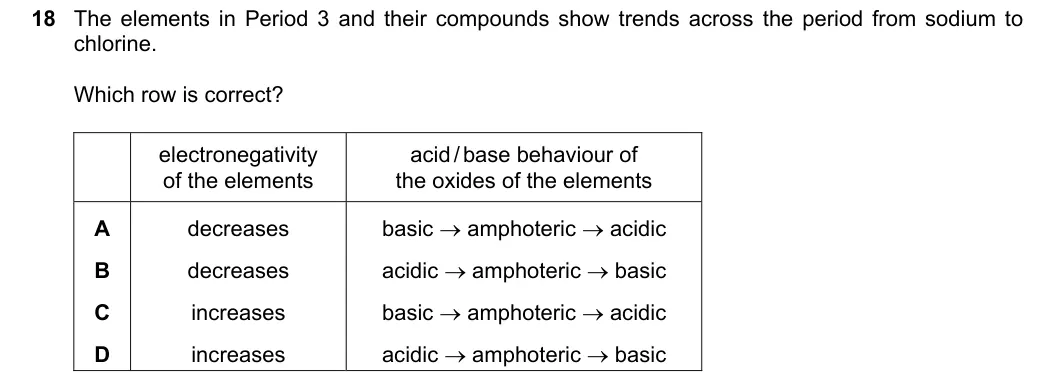 18 The elements in Period 3 and their compounds show trends across the period from sodium to
chlorine.
Which row is correct?
electronegativity
of the elements
acid / base behaviour of
the oxides of the elements
A decreases basic → amphoteric → acidic
B decreases acidic → amphoteric → basic
C increases basic → amphoteric → acidic
D increases acidic → amphoteric → basic